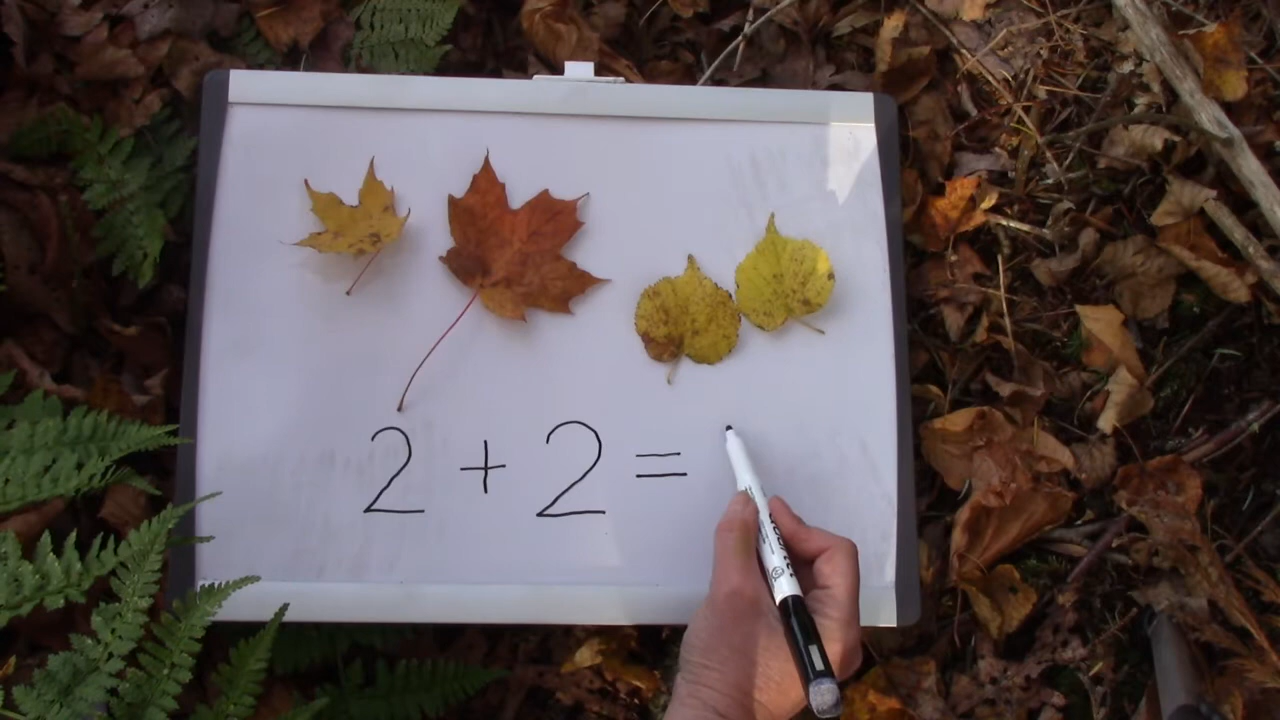 2 + 2 =